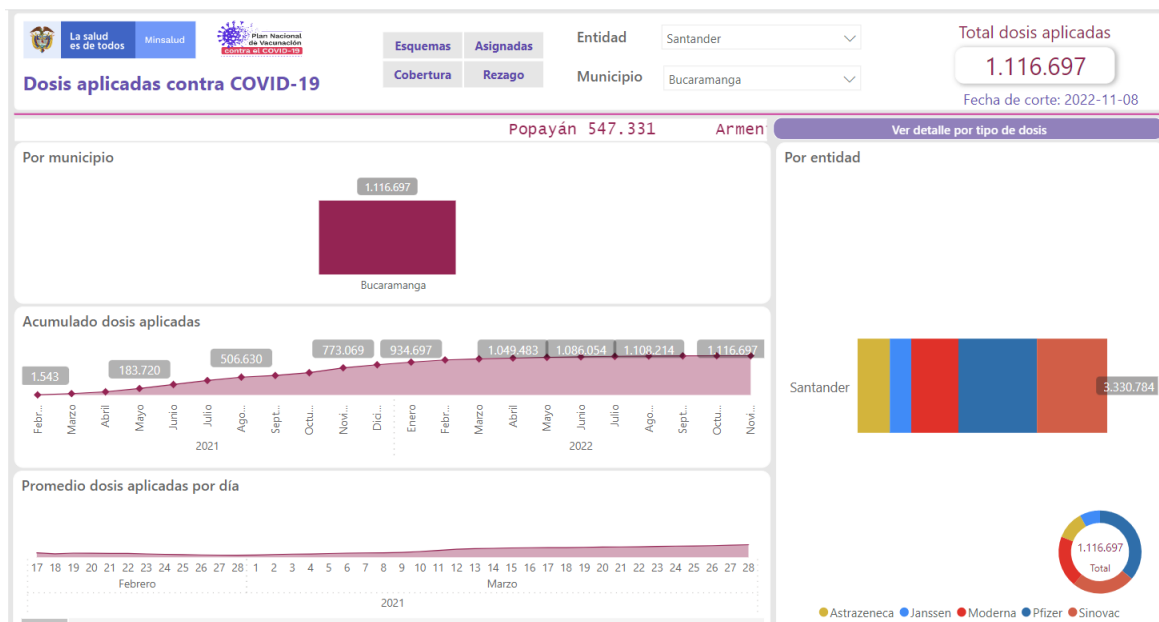 La salud
es de todos
Minsalud
Plan Nacional
de Vacunación
contra el COVID-19
Dosis aplicadas contra COVID-19
Esquemas
Asignadas
Cobertura
Rezago
Entidad
Santander
Municipio
Bucaramanga
Total dosis aplicadas
1.116.697
Fecha de corte: 2022-11-08
Popayán 547.331
Armen
Ver detalle por tipo de dosis
Por municipio
1.116.697
Bucaramanga
Acumulado dosis aplicadas
1.543
183.720
506.630
773.069
934.697
1.049.483
1.086.054
1.108.214
1.116.697
Febr...
Marzo
Abril
Mayo
Junio
Julio
Ago...
Sept...
Octu...
Novi...
Dici...
Enero
Febr...
Marzo
Abril
Mayo
Junio
Julio
Ago...
Sept...
Octu...
Novi...
2021
2022
Promedio dosis aplicadas por día
17 18 19 20 21 22 23 24 25 26 27 28 1 2 3 4 5 6 7 8 9 10 11 12 13 14 15 16 17 18 19 20 21 22 23 24 25 26 27 28
Febrero
Marzo
2021
Por entidad
Santander
3.330.784
1.116.697
Total
Astrazeneca
Janssen
Moderna
Pfizer
Sinovac